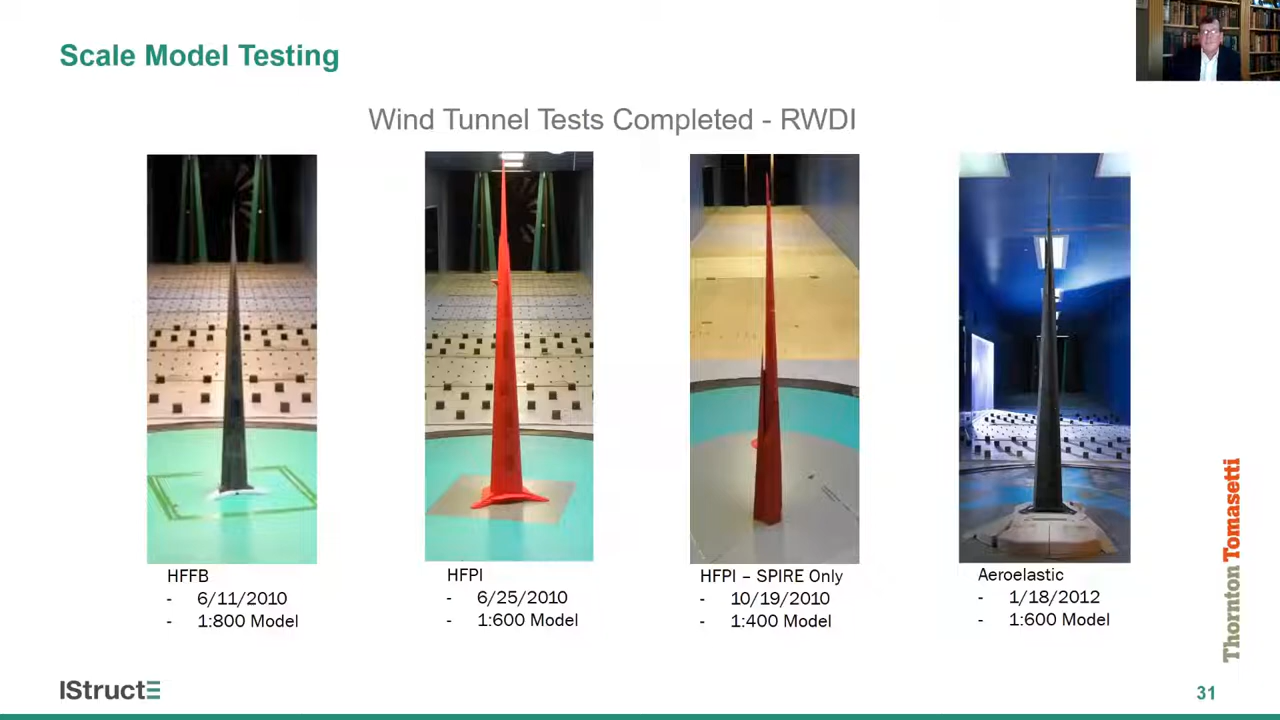 Scale Model Testing
Wind Tunnel Tests Completed - RWDI
HFFB
- 6/11/2010
- 1:800 Model
HFPI
- 6/25/2010
- 1:600 Model
HFPI – SPIRE Only
- 10/19/2010
- 1:400 Model
Aeroelastic
- 1/18/2012
- 1:600 Model
Thornton Tomasetti
IStructE
31